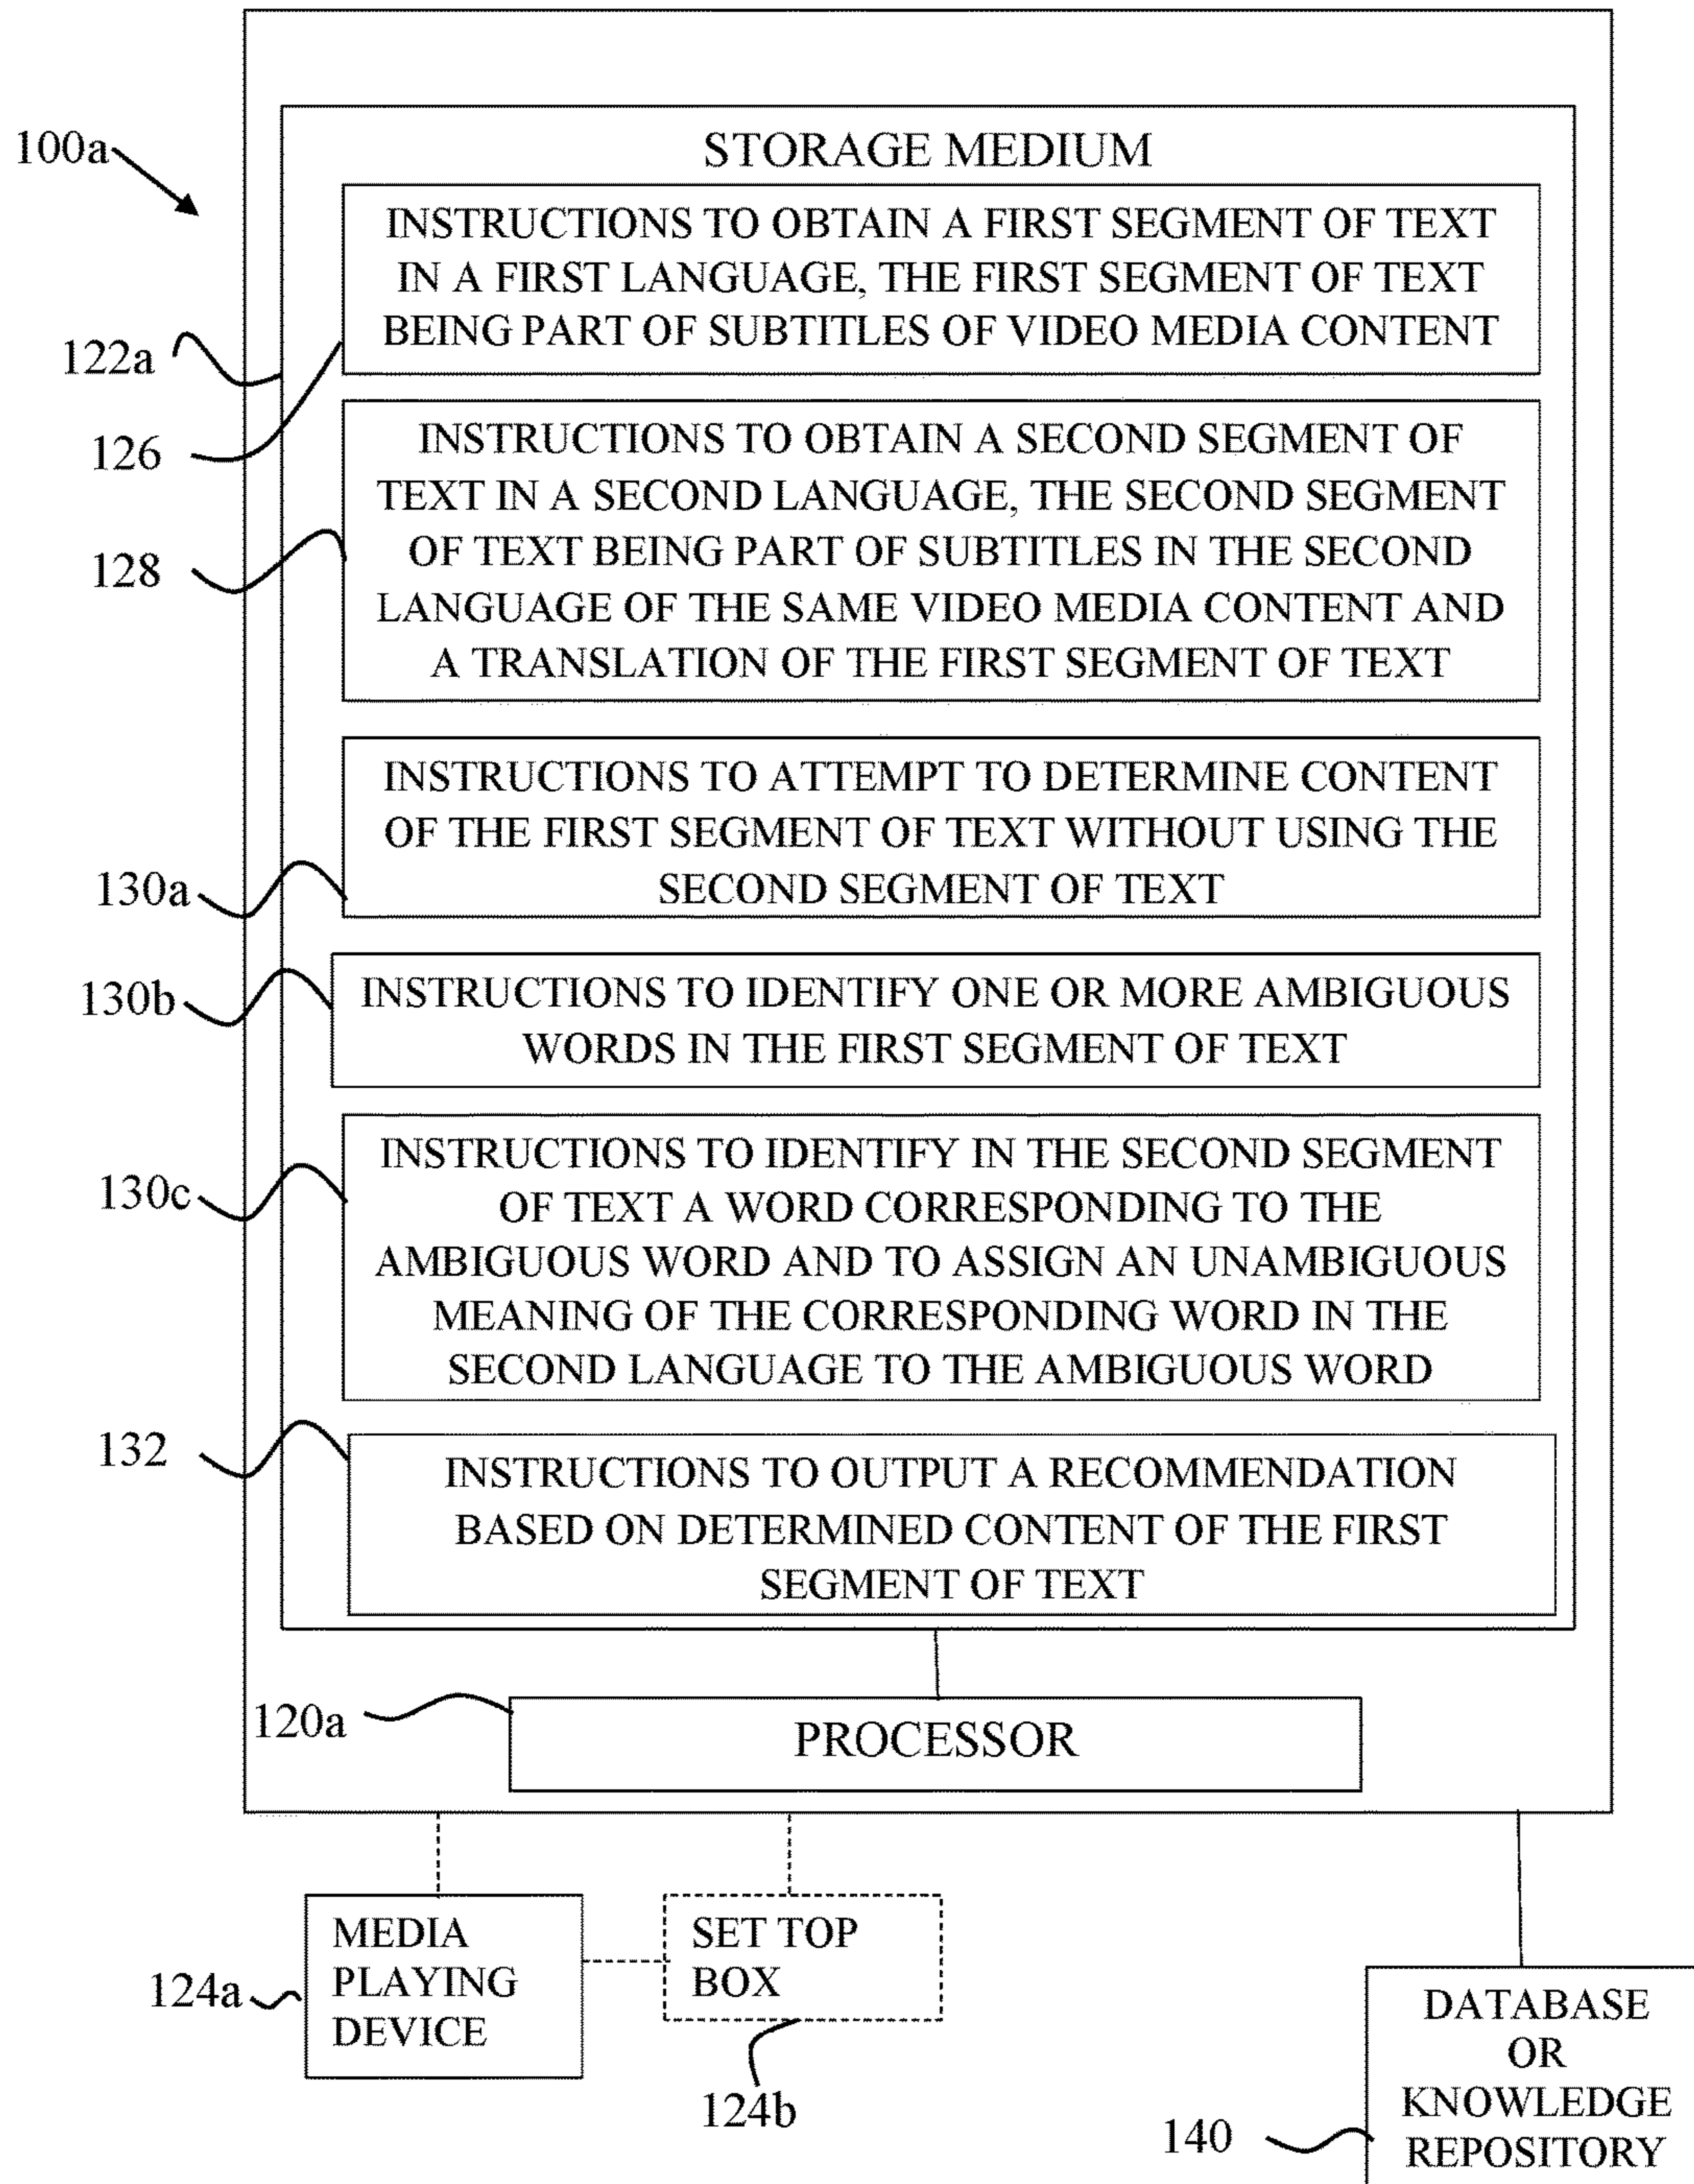 100a
STORAGE MEDIUM
INSTRUCTIONS TO OBTAIN A FIRST SEGMENT OF TEXT
IN A FIRST LANGUAGE, THE FIRST SEGMENT OF TEXT
BEING PART OF SUBTITLES OF VIDEO MEDIA CONTENT
122a
126
INSTRUCTIONS TO OBTAIN A SECOND SEGMENT OF
TEXT IN A SECOND LANGUAGE, THE SECOND SEGMENT
OF TEXT BEING PART OF SUBTITLES IN THE SECOND
LANGUAGE OF THE SAME VIDEO MEDIA CONTENT AND
A TRANSLATION OF THE FIRST SEGMENT OF TEXT
128
INSTRUCTIONS TO ATTEMPT TO DETERMINE CONTENT
OF THE FIRST SEGMENT OF TEXT WITHOUT USING THE
SECOND SEGMENT OF TEXT
130a
130b
INSTRUCTIONS TO IDENTIFY ONE OR MORE AMBIGUOUS
WORDS IN THE FIRST SEGMENT OF TEXT
130c
INSTRUCTIONS TO IDENTIFY IN THE SECOND SEGMENT
OF TEXT A WORD CORRESPONDING TO THE
AMBIGUOUS WORD AND TO ASSIGN AN UNAMBIGUOUS
MEANING OF THE CORRESPONDING WORD IN THE
SECOND LANGUAGE TO THE AMBIGUOUS WORD
132
INSTRUCTIONS TO OUTPUT A RECOMMENDATION
BASED ON DETERMINED CONTENT OF THE FIRST
SEGMENT OF TEXT
120a
PROCESSOR
124a
MEDIA
PLAYING
DEVICE
SET TOP
BOX
124b
140
DATABASE
OR
KNOWLEDGE
REPOSITORY